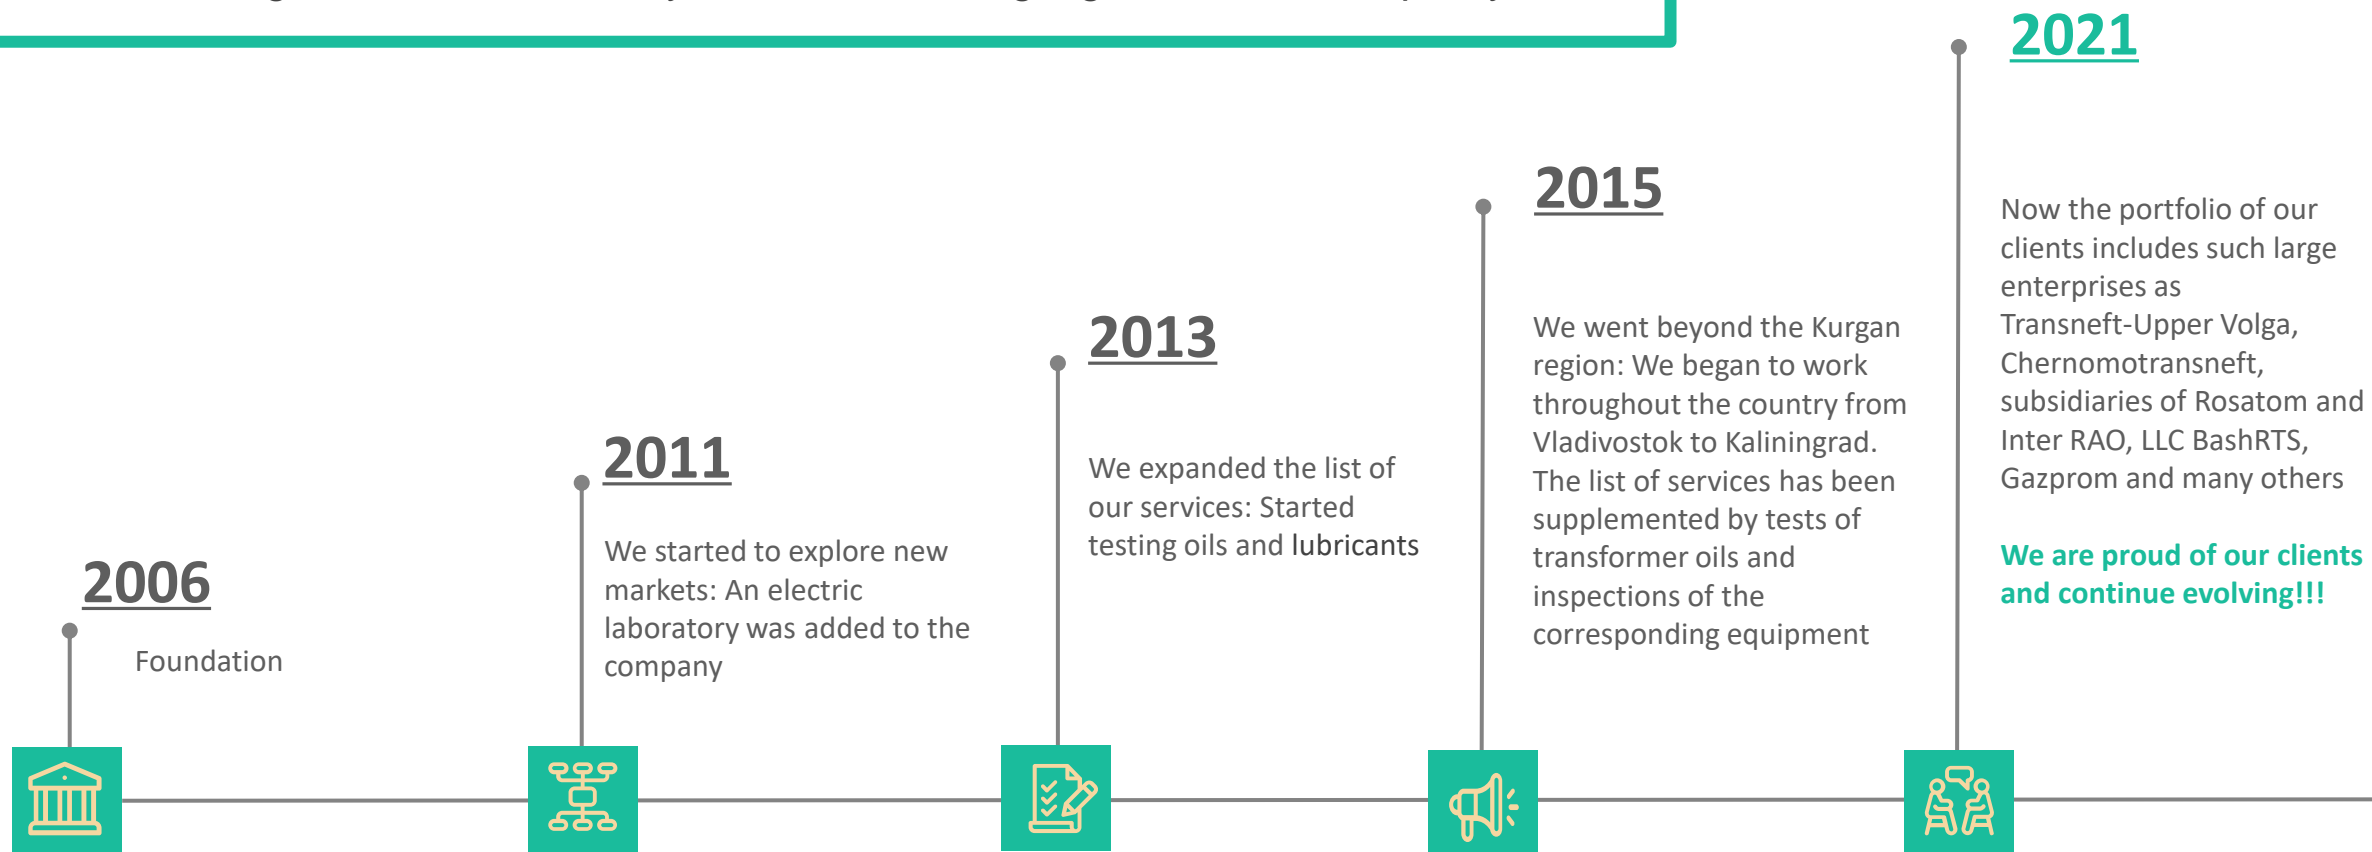 2006
Foundation
2011
We started to explore new
markets: An electric
laboratory was added to the
company
2013
We expanded the list of
our services: Started
testing oils and lubricants
2015
We went beyond the Kurgan
region: We began to work
throughout the country from
Vladivostok to Kaliningrad.
The list of services has been
supplemented by tests of
transformer oils and
inspections of the
corresponding equipment
2021
Now the portfolio of our
clients includes such large
enterprises as
Transneft-Upper Volga,
Chernomotransneft,
subsidiaries of Rosatom and
Inter RAO, LLC BashRTS,
Gazprom and many others
We are proud of our clients
and continue evolving!!!